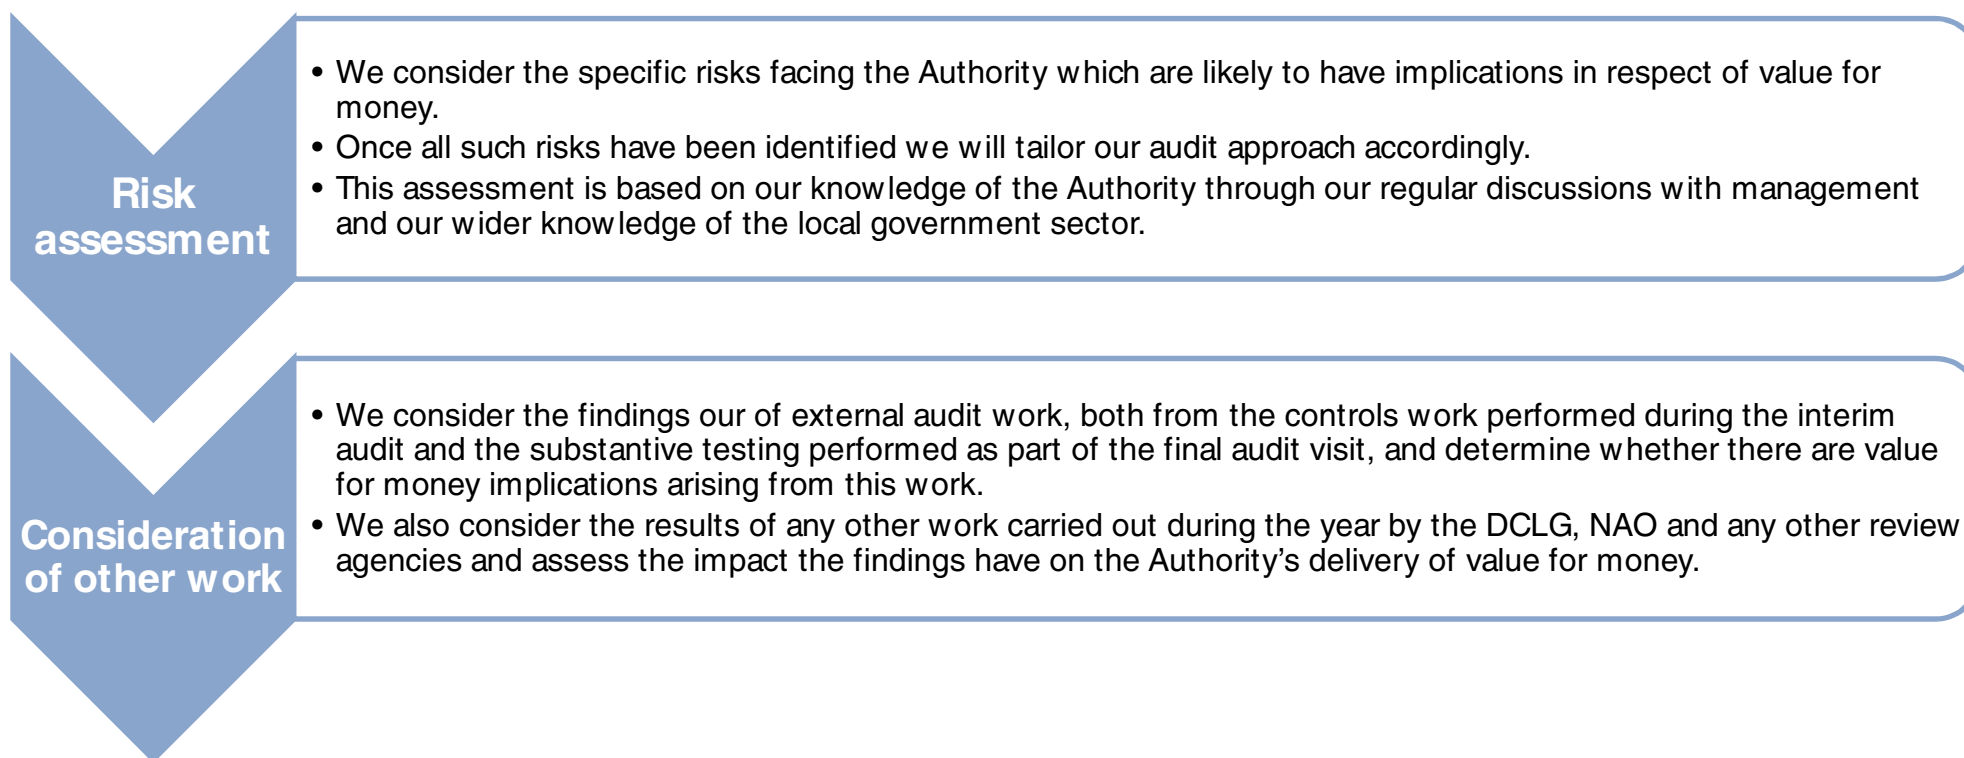 Risk
assessment
• We consider the specific risks facing the Authority which are likely to have implications in respect of value for
money.
• Once all such risks have been identified we will tailor our audit approach accordingly.
• This assessment is based on our knowledge of the Authority through our regular discussions with management
and our wider knowledge of the local government sector.
Consideration
of other work
• We consider the findings our of external audit work, both from the controls work performed during the interim
audit and the substantive testing performed as part of the final audit visit, and determine whether there are value
for money implications arising from this work.
• We also consider the results of any other work carried out during the year by the DCLG, NAO and any other review
agencies and assess the impact the findings have on the Authority’s delivery of value for money.